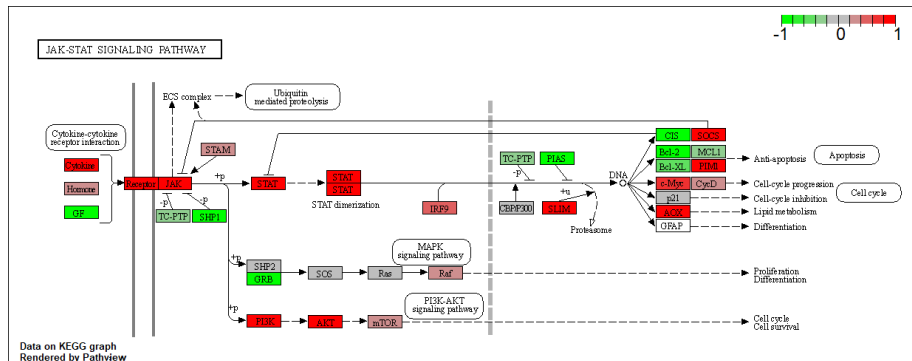 -1 0 1
JAK-STAT SIGNALING PATHWAY
ECS complex
Ubiquitin
mediated proteolysis
Cytokine-cytokine
receptor interaction
Cytokine
Hormone
GF
Receptor
JAK
STAM
+p
STAT
STAT
STAT
STAT dimerization
-p
-p
TC-PTP
SHP1
IRF9
TC-PTP
PIAS
-p
CBP/P300
SLIM
+u
Proteasome
DNA
CIS
SOCS
Bcl-2
MCL1
Bcl-XL
PIM1
c-Myc
CycD
p21
AOX
GFAP
Anti-apoptosis
Apoptosis
Cell-cycle progression
Cell-cycle inhibition
Cell cycle
Lipid metabolism
Differentiation
+p
SHP2
GRB
SOS
Ras
Raf
MAPK
signaling pathway
Proliferation
Differentiation
+p
PI3K
AKT
mTOR
PI3K-AKT
signaling pathway
Cell cycle
Cell survival
Data on KEGG graph
Rendered by Pathview